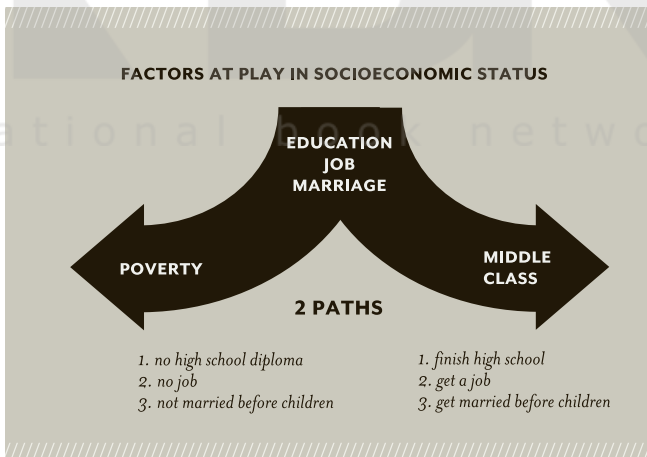 FACTORS AT PLAY IN SOCIOECONOMIC STATUS
ational book netwo
EDUCATION
JOB
MARRIAGE
POVERTY
MIDDLE
CLASS
2 PATHS
1. no high school diploma
2. no job
3. not married before children
1. finish high school
2. get a job
3. get married before children